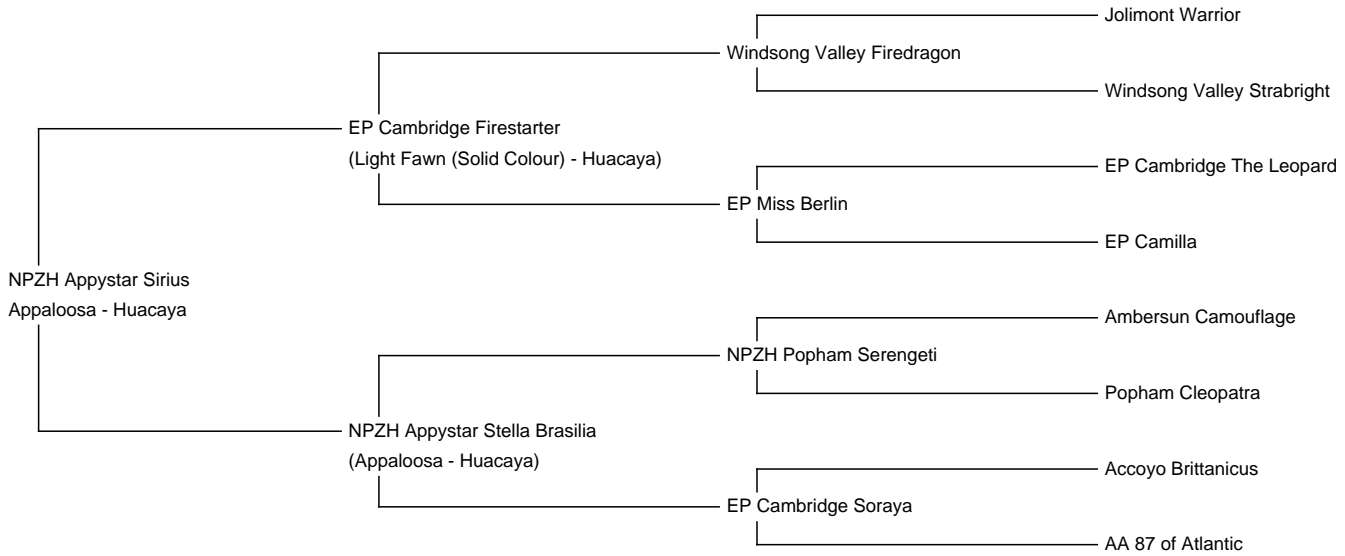 Jolimont Warrior
Windsong Valley Firedragon
Windsong Valley Strabright
EP Cambridge Firestarter
(Light Fawn (Solid Colour) - Huacaya)
EP Cambridge The Leopard
EP Miss Berlin
EP Camilla
NPZH Appystar Sirius
Appaloosa - Huacaya
Ambersun Camouflage
NPZH Popham Serengeti
Popham Cleopatra
NPZH Appystar Stella Brasilia
(Appaloosa - Huacaya)
Accoyo Brittanicus
EP Cambridge Soraya
AA 87 of Atlantic